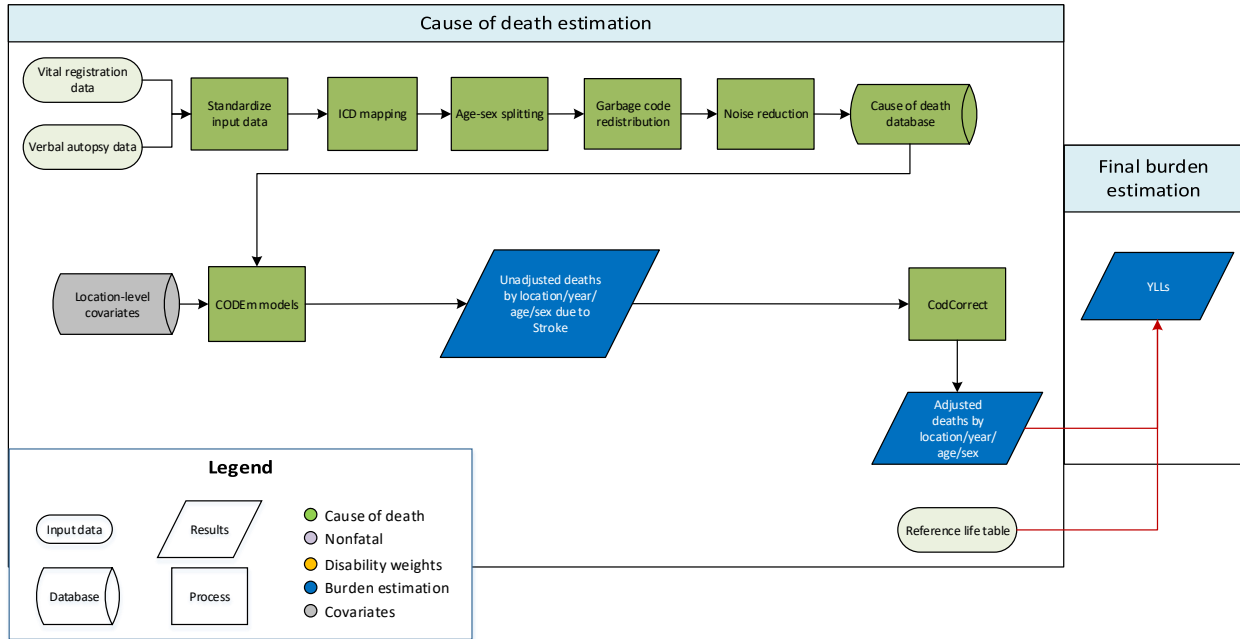 Cause of death estimation
Vital registration
data
Verbal autopsy data
Standardize
input data
ICD mapping
Age-sex splitting
Garbage code
redistribution
Noise reduction
Cause of death
database
Final burden
estimation
Location-level
covariates
CODEm models
Unadjusted deaths
by location/year/
age/sex due to
Stroke
CodCorrect
YLLs
Adjusted
deaths by
location/year/
age/sex
Reference life table
Legend
Input data
Results
Database
Process
Cause of death
Nonfatal
Disability weights
Burden estimation
Covariates